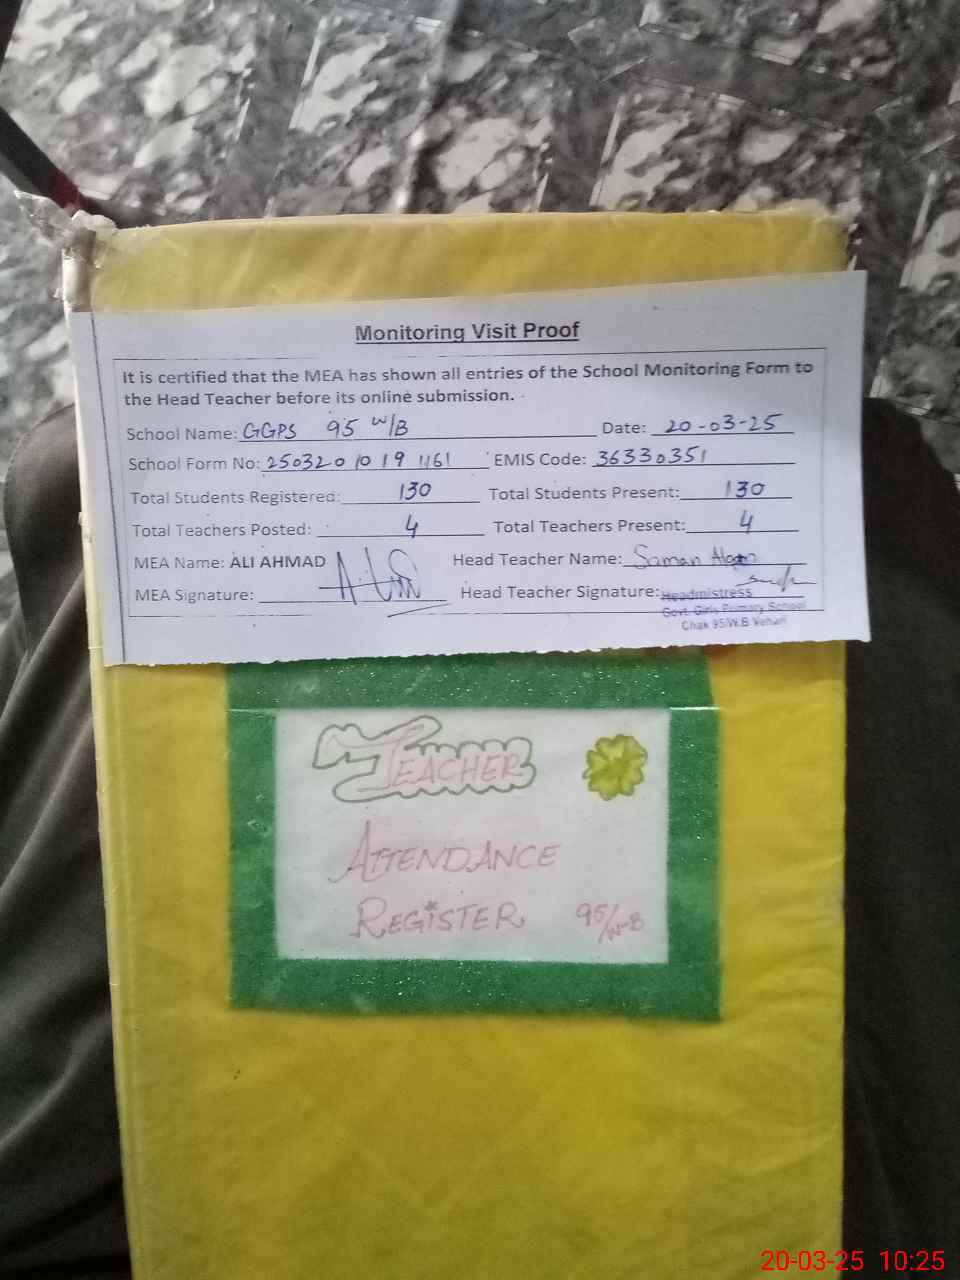 Monitoring Visit Proof
It is certified that the MEA has shown all entries of the School Monitoring Form to
the Head Teacher before its online submission.
School Name: GGPS 95 W/B Date: 20-03-25
School Form No: 250320 10 19 1161 EMIS Code: 36330351
Total Students Registered: 130 Total Students Present: 130
Total Teachers Posted: 4 Total Teachers Present: 4
MEA Name: ALI AHMAD Head Teacher Name: Saman
MEA Signature: Head Teacher Signature:
Headmistress
Govt. Girls Primary School
Chak 95/W.B Vehari
TEACHER
ATTENDANCE
REGISTER 95/W-B
20-03-25 10:25